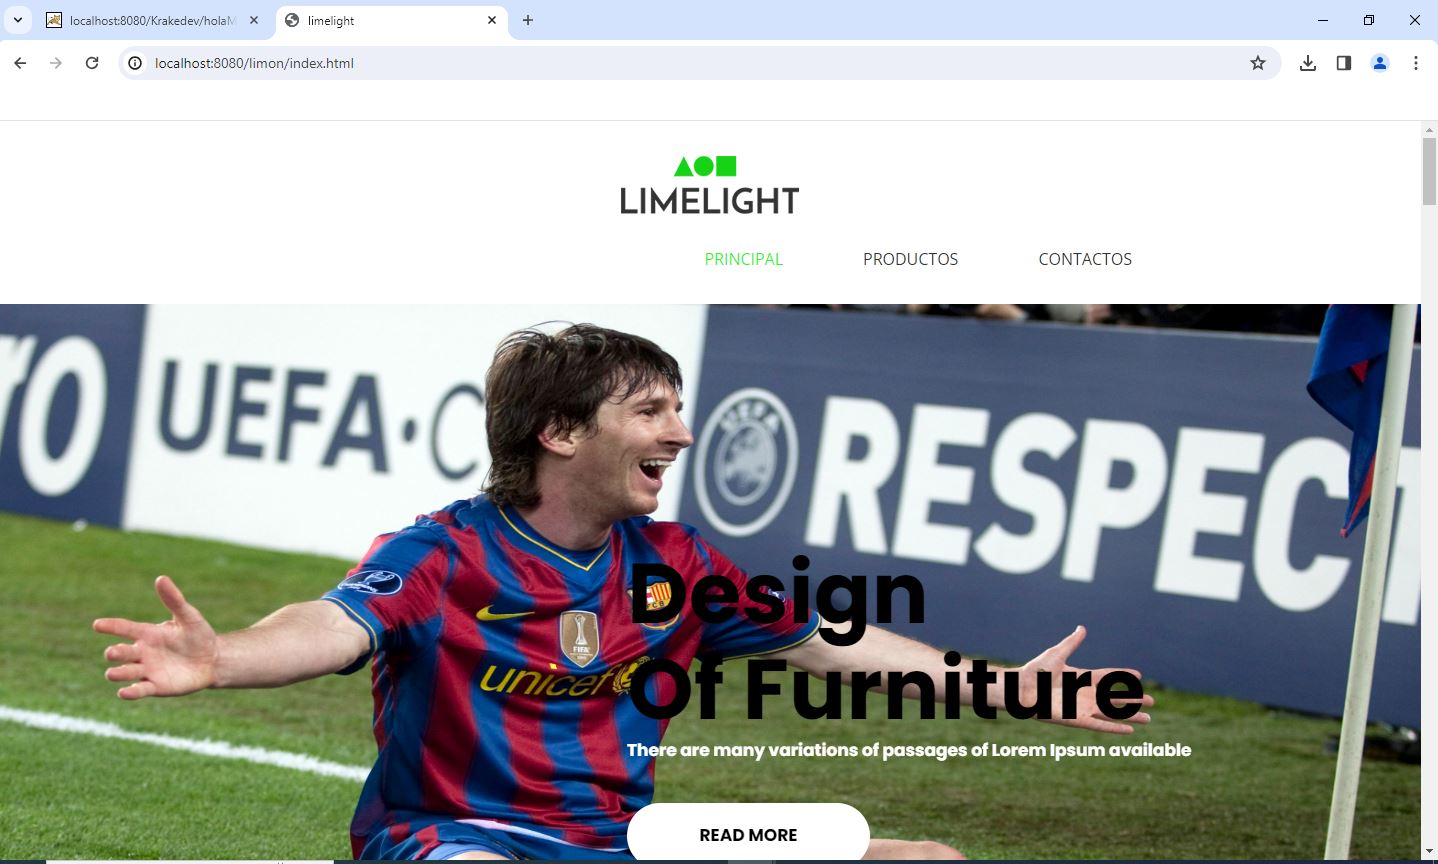 localhost:8080/Krakedev/holaM
limelight
localhost:8080/limon/index.html
LIMELIGHT
PRINCIPAL PRODUCTOS CONTACTOS
UEFA·C
RESPECT
Design
Of Furniture
FIFA
unicef
There are many variations of passages of Lorem Ipsum available
READ MORE